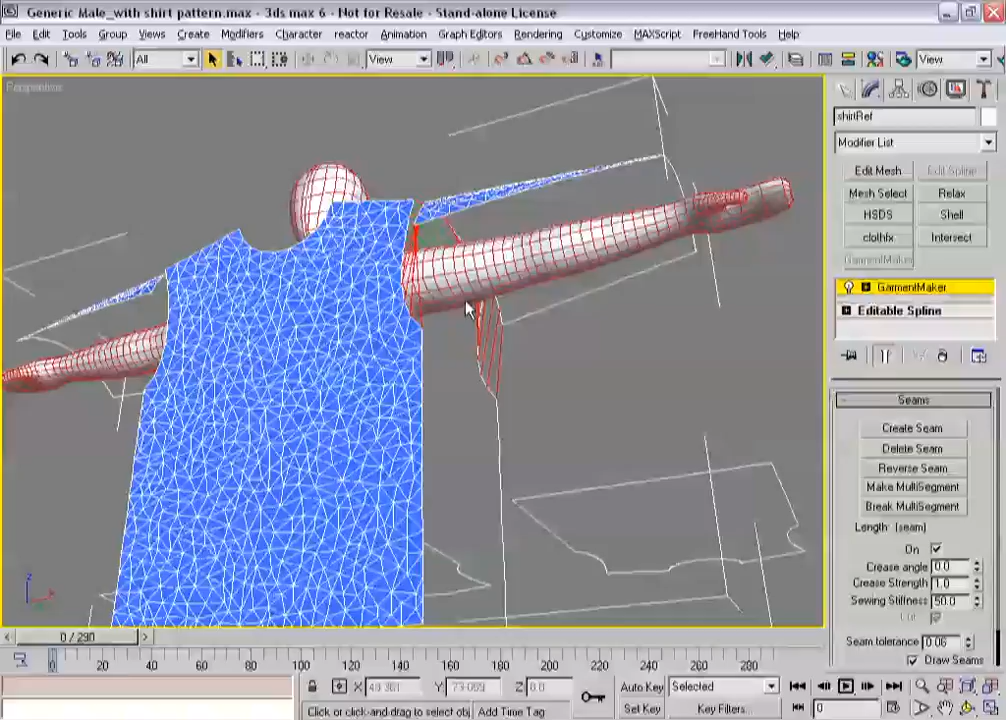 Generic Male_with shirt pattern.max - 3ds max 6 - Not for Resale - Stand-alone License
File Edit Tools Group Views Create Modifiers Character reactor Animation Graph Editors Rendering Customize MAXScript FreeHand Tools Help
All View View
Perspective
shirtRef
Modifier List
Edit Mesh Edit Spline
Mesh Select Relax
HSDS Shell
clothfx Intersect
GarmentMaker
GarmentMaker
Editable Spline
Seams
Create Seam
Delete Seam
Reverse Seam
Make MultiSegment
Break MultiSegment
Length (seam)
On
Crease angle 0.0
Crease Strength 1.0
Sewing Stiffness 50.0
Cut
Seam tolerance 0.06
Draw Seams
0 / 290
0 20 40 60 80 100 120 140 160 180 200 220 240 260 280
X Y Z 0.0 Auto Key Selected
Click or click-and-drag to select obj Add Time Tag Set Key Key Filters... 0